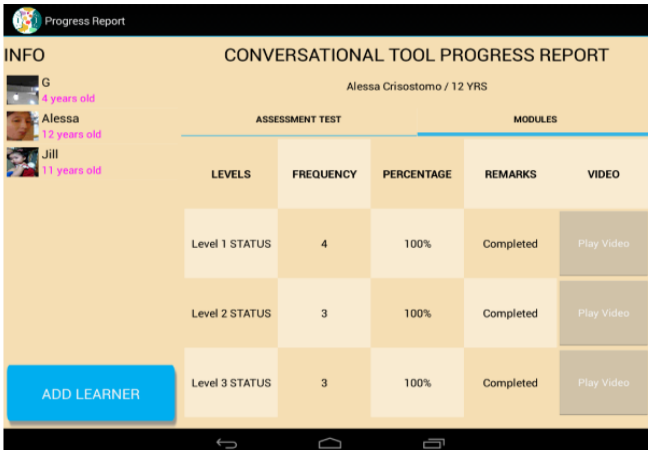 Progress Report
INFO
G
4 years old
Alessa
12 years old
Jill
11 years old
ADD LEARNER
CONVERSATIONAL TOOL PROGRESS REPORT
Alessa Crisostomo / 12 YRS
ASSESSMENT TEST MODULES
LEVELS FREQUENCY PERCENTAGE REMARKS VIDEO
Level 1 STATUS 4 100% Completed Play Video
Level 2 STATUS 3 100% Completed Play Video
Level 3 STATUS 3 100% Completed Play Video